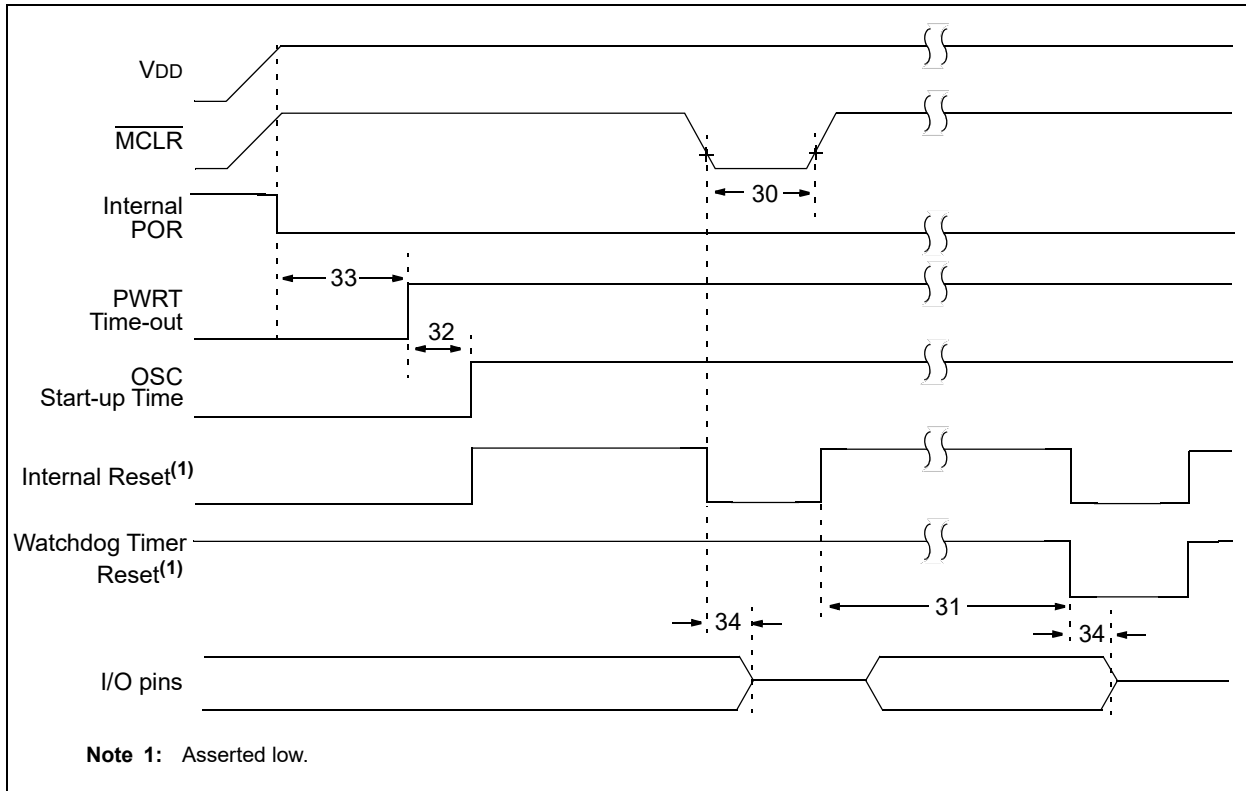 VDD
MCLR
30
Internal
POR
33
PWRT
Time-out
32
OSC
Start-up Time
Internal Reset(1)
Watchdog Timer
Reset(1)
31
34
34
I/O pins
Note 1: Asserted low.